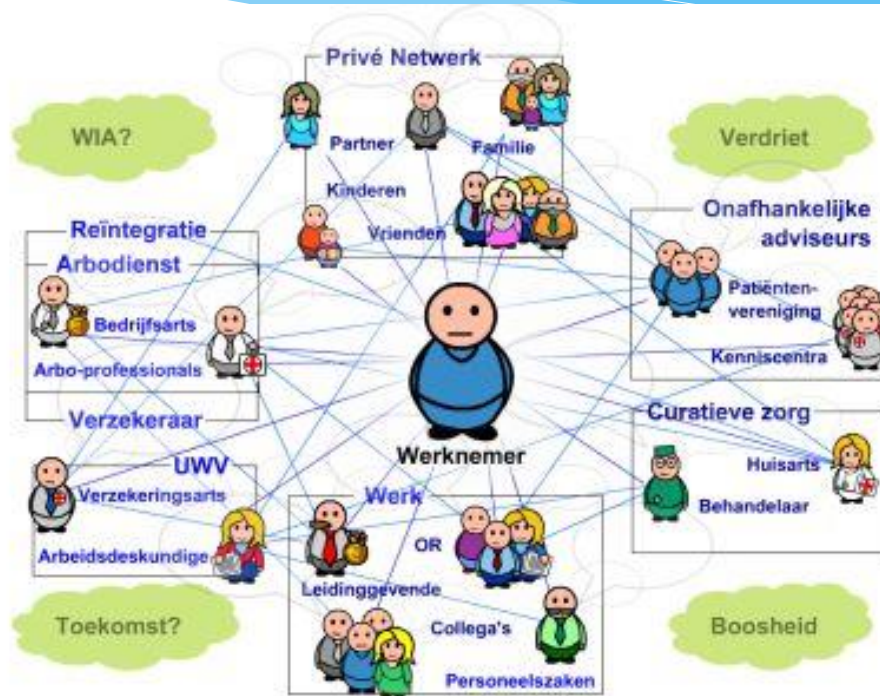 Privé Netwerk
WIA?
Verdriet
Partner
Familie
Kinderen
Vrienden
Reïntegratie
Arbodienst
Bedrijfsarts
Arbo-professionals
Verzekeraar
Onafhankelijke
adviseurs
Patiënten-
vereniging
Kenniscentra
Werknemer
Curatieve zorg
Huisarts
Behandelaar
UWV
Verzekeringsarts
Arbeidsdeskundige
Werk
OR
Leidinggevende
Collega's
Personeelszaken
Toekomst?
Boosheid